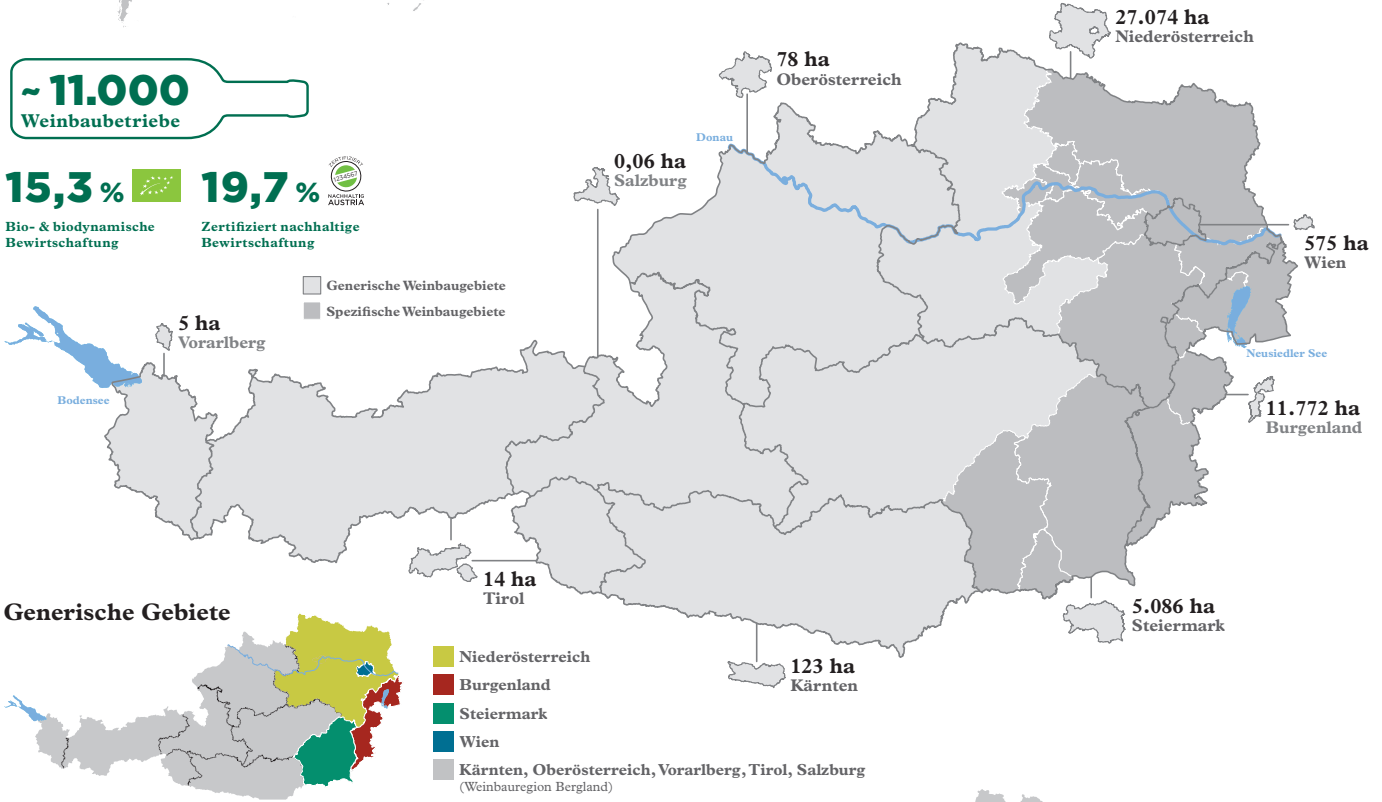 27.074 ha
Niederösterreich
78 ha
Oberösterreich
~ 11.000
Weinbaubetriebe
Donau
0,06 ha
Salzburg
15,3 %
19,7 %
ZERTIFIZIERT
1234567
NACHHALTIG
AUSTRIA
Bio- & biodynamische
Bewirtschaftung
Zertifiziert nachhaltige
Bewirtschaftung
575 ha
Wien
Generische Weinbaugebiete
Spezifische Weinbaugebiete
5 ha
Vorarlberg
Neusiedler See
Bodensee
11.772 ha
Burgenland
14 ha
Tirol
5.086 ha
Steiermark
123 ha
Kärnten
Generische Gebiete
Niederösterreich
Burgenland
Steiermark
Wien
Kärnten, Oberösterreich, Vorarlberg, Tirol, Salzburg
(Weinbauregion Bergland)